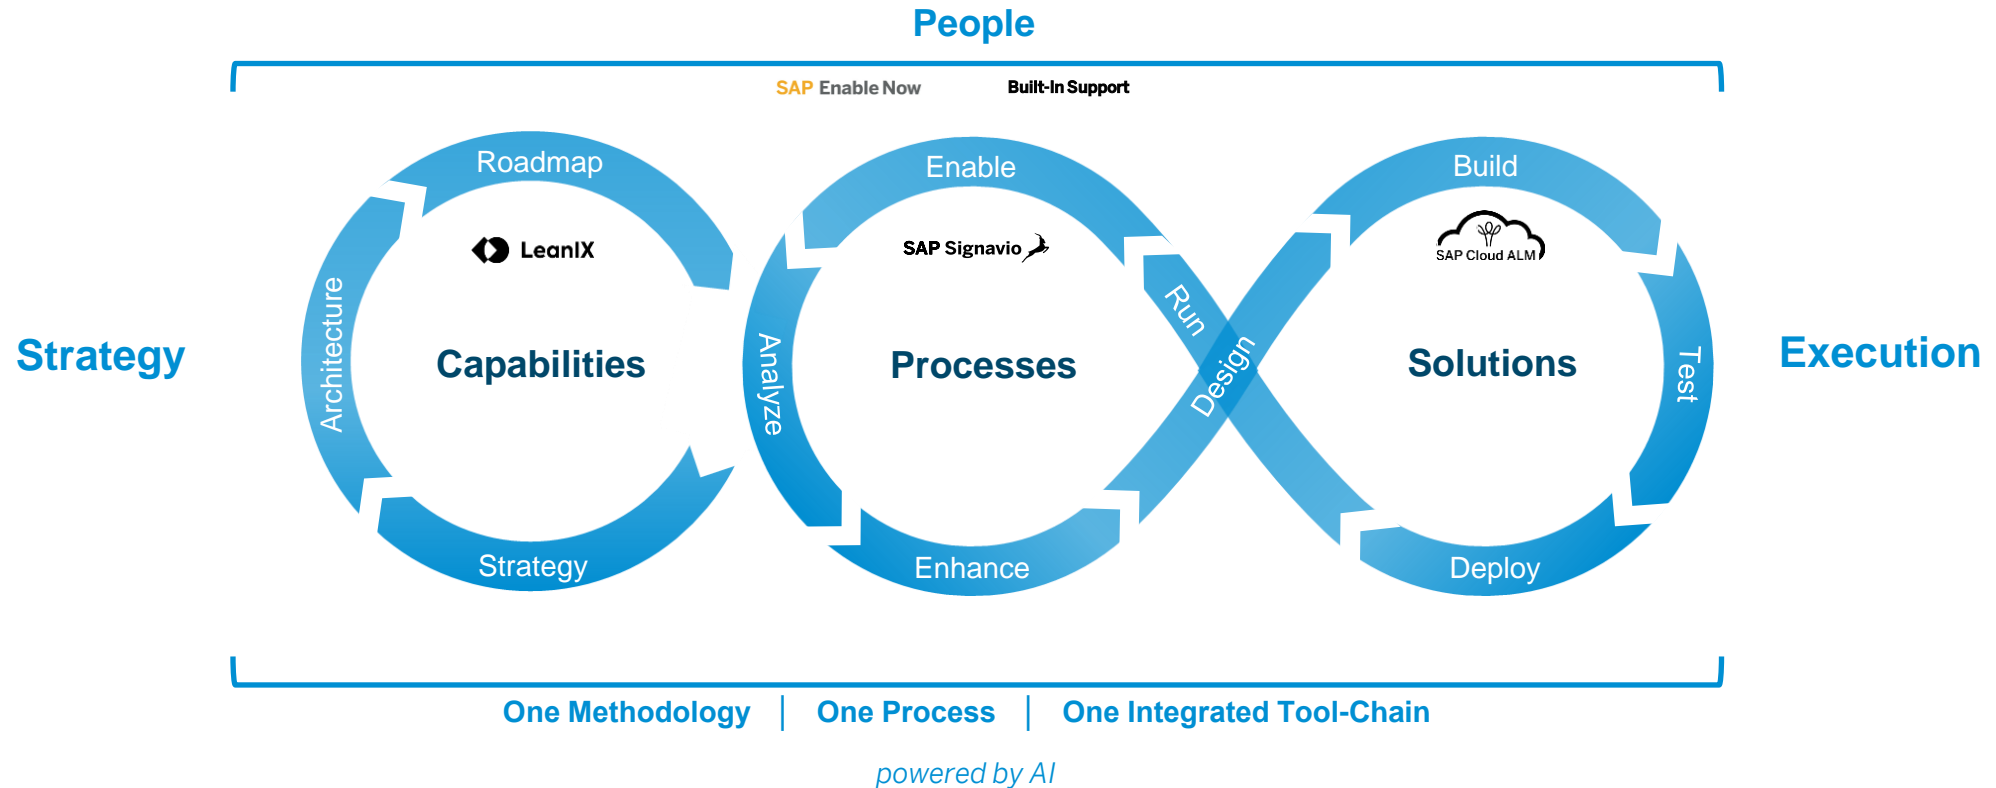 People
SAP Enable Now
Built-In Support
Roadmap
Enable
Build
LeanIX
SAP Signavio
SAP Cloud ALM
Architecture
Run
Strategy
Capabilities
Analyze
Processes
Design
Solutions
Test
Execution
Strategy
Enhance
Deploy
One Methodology | One Process | One Integrated Tool-Chain
powered by AI